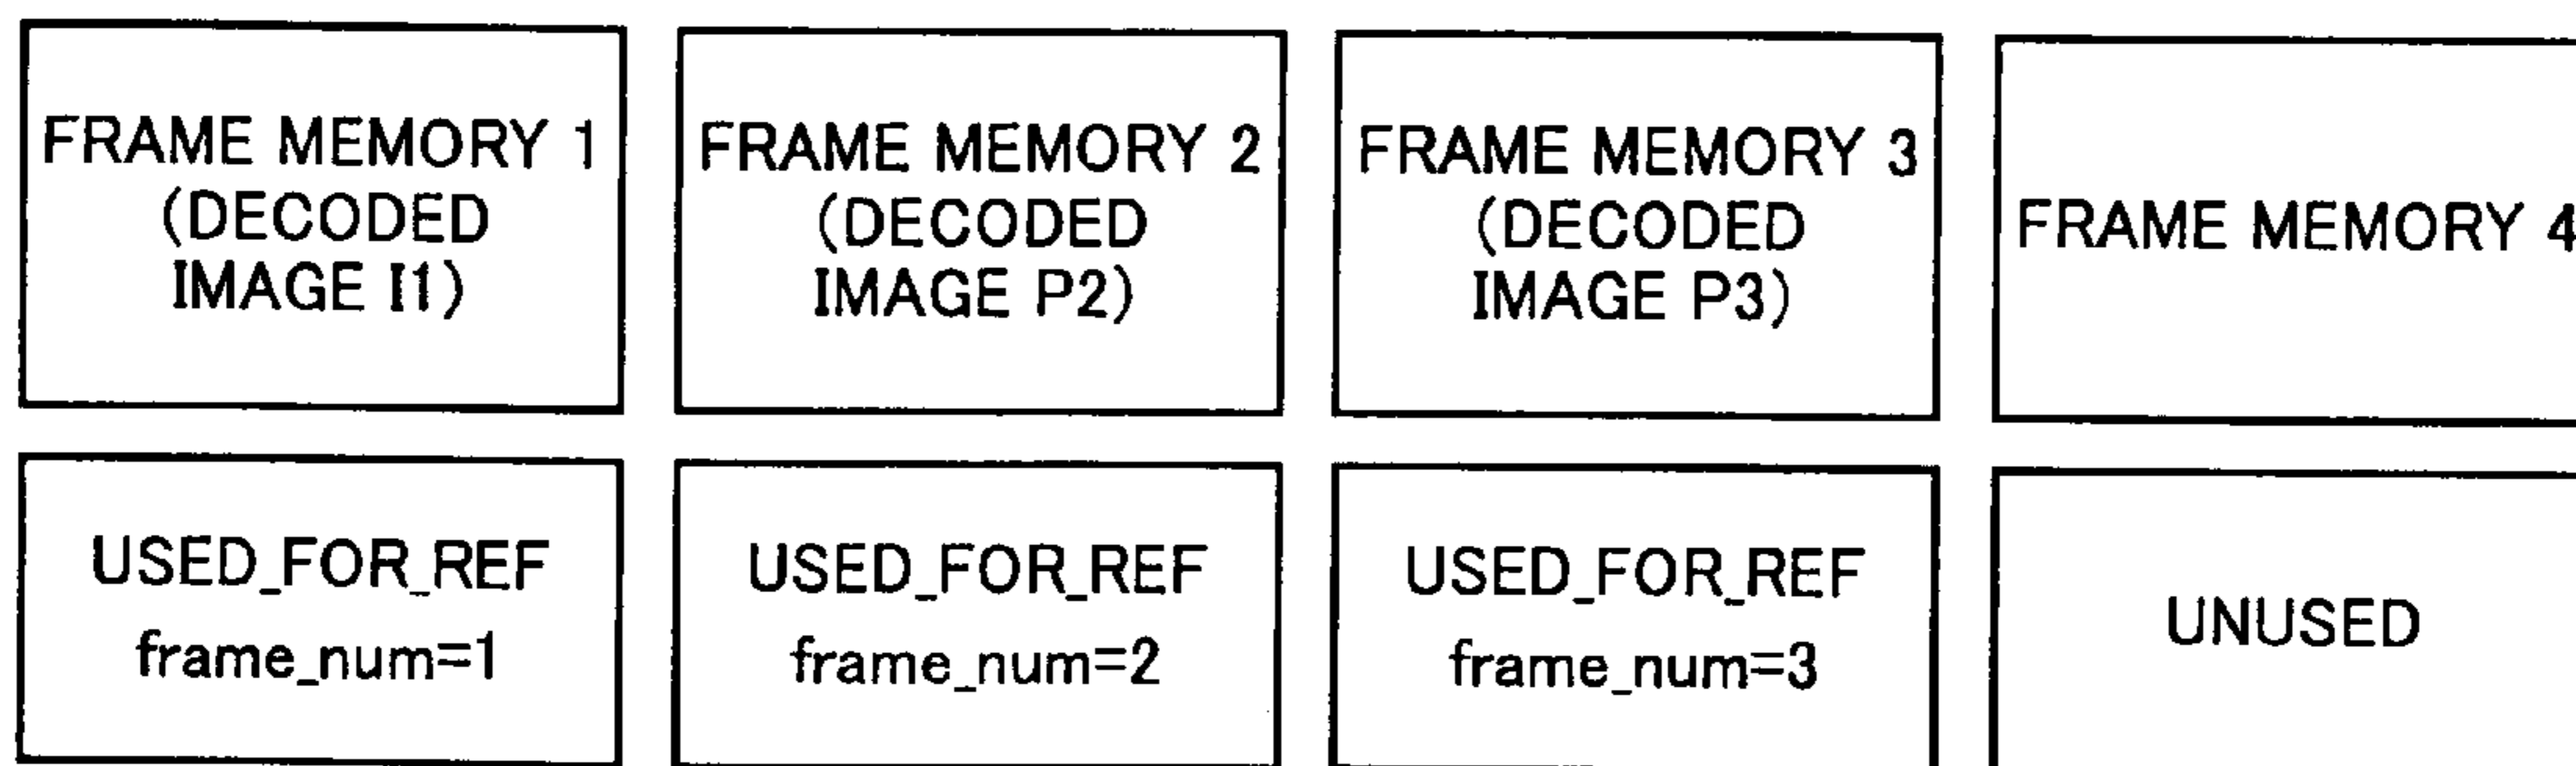 FRAME MEMORY 1
(DECODED
IMAGE I1)
FRAME MEMORY 2
(DECODED
IMAGE P2)
FRAME MEMORY 3
(DECODED
IMAGE P3)
FRAME MEMORY 4
USED_FOR_REF
frame_num=1
USED_FOR_REF
frame_num=2
USED_FOR_REF
frame_num=3
UNUSED